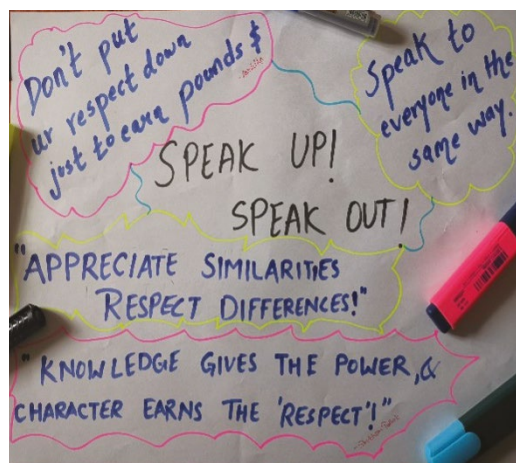 Don't put
ur respect down
just to earn pounds &
Speak to
everyone in the
same way.
SPEAK UP!
SPEAK OUT!
"APPRECIATE SIMILARITIES
RESPECT DIFFERENCES!"
"KNOWLEDGE GIVES THE POWER, &
CHARACTER EARNS THE 'RESPECT'!"